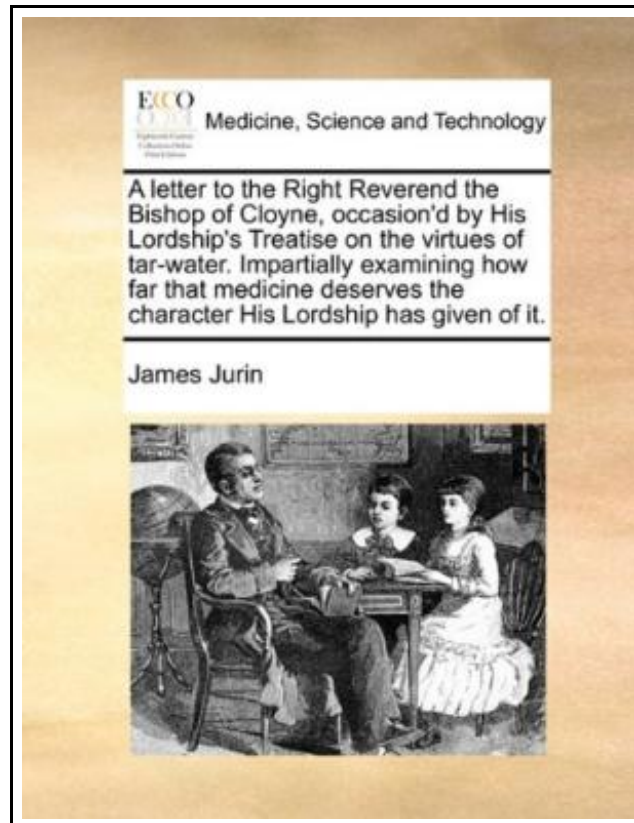 ECCO
Medicine, Science and Technology
A letter to the Right Reverend the
Bishop of Cloyne, occasion'd by His
Lordship's Treatise on the virtues of
tar-water. Impartially examining how
far that medicine deserves the
character His Lordship has given of it.
James Jurin